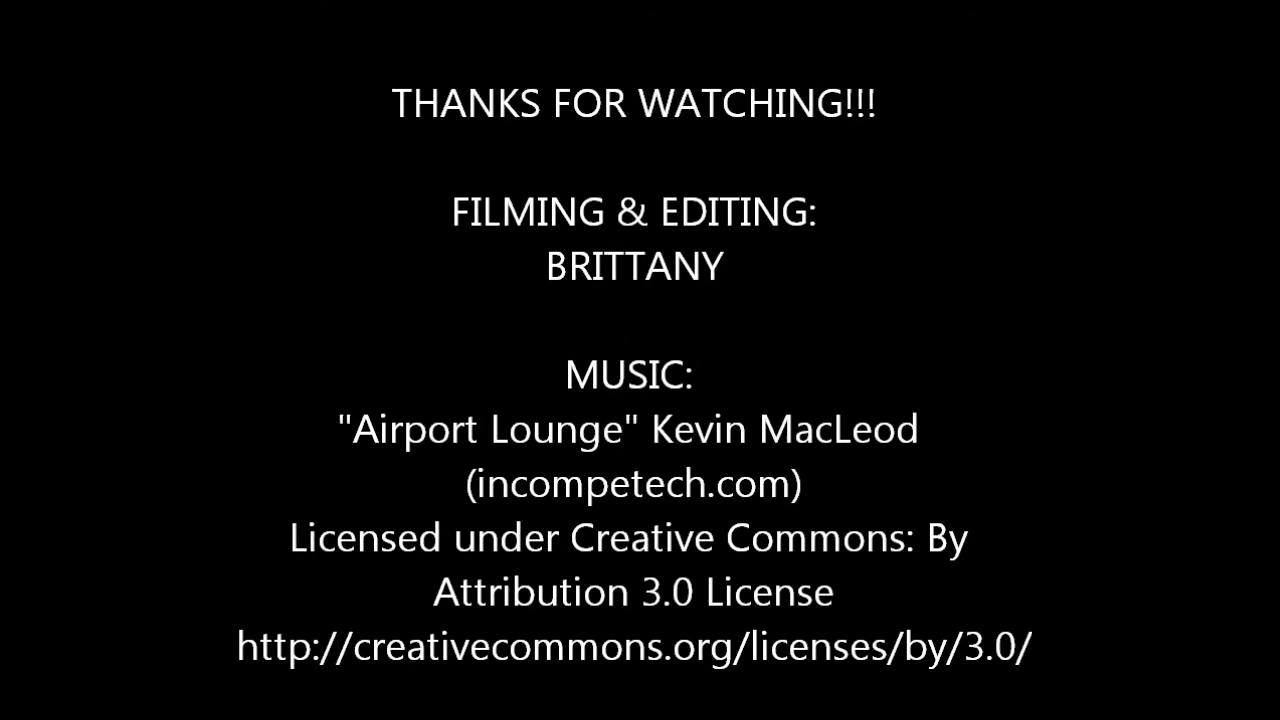 THANKS FOR WATCHING!!!
FILMING & EDITING:
BRITTANY
MUSIC:
"Airport Lounge" Kevin MacLeod
(incompetech.com)
Licensed under Creative Commons: By
Attribution 3.0 License
http://creativecommons.org/licenses/by/3.0/